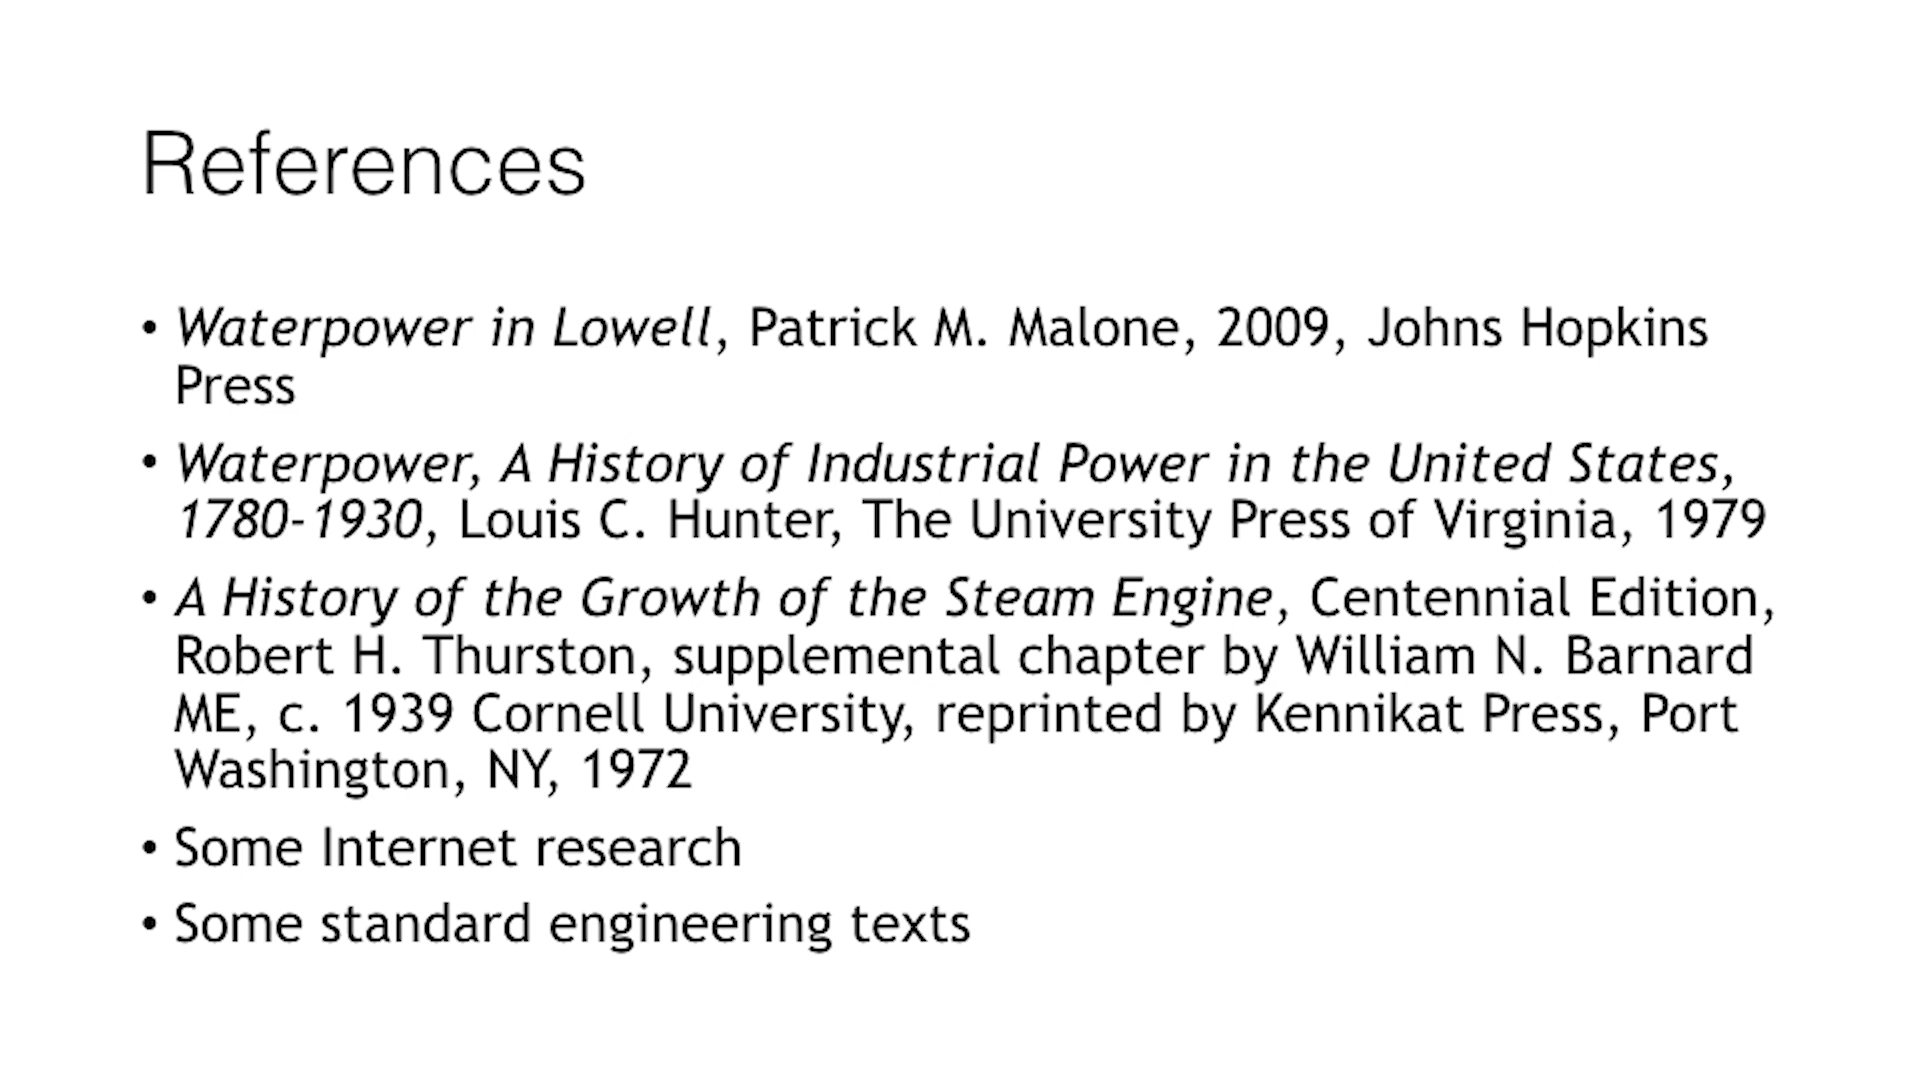 References
• Waterpower in Lowell, Patrick M. Malone, 2009, Johns Hopkins
Press
• Waterpower, A History of Industrial Power in the United States,
1780-1930, Louis C. Hunter, The University Press of Virginia, 1979
• A History of the Growth of the Steam Engine, Centennial Edition,
Robert H. Thurston, supplemental chapter by William N. Barnard
ME, c. 1939 Cornell University, reprinted by Kennikat Press, Port
Washington, NY, 1972
• Some Internet research
• Some standard engineering texts